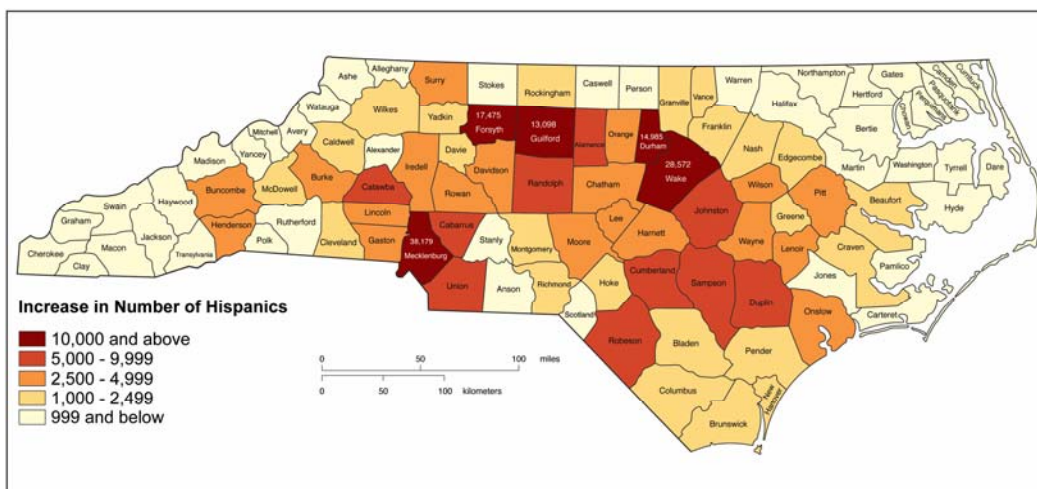 Ashe
Alleghany
Surry
Stokes
Rockingham
Caswell
Person
Granville
Vance
Warren
Northampton
Gates
Camden
Currituck
Pasquotank
Perquimans
Chowan
Hertford
Halifax
Bertie
Watauga
Wilkes
Yadkin
17,475
Forsyth
13,098
Guilford
Alamance
Orange
14,985
Durham
Franklin
Nash
Edgecombe
Martin
Washington
Tyrrell
Dare
Mitchell
Avery
Caldwell
Alexander
Davie
Iredell
Davidson
Randolph
Chatham
28,572
Wake
Wilson
Pitt
Beaufort
Hyde
Madison
Yancey
Burke
McDowell
Catawba
Rowan
Johnston
Greene
Buncombe
Haywood
Swain
Graham
Cherokee
Macon
Clay
Jackson
Transylvania
Henderson
Polk
Rutherford
Cleveland
Lincoln
Gaston
38,179
Mecklenburg
Cabarrus
Stanly
Montgomery
Moore
Lee
Harnett
Wayne
Lenoir
Craven
Pamlico
Jones
Carteret
Onslow
Duplin
Sampson
Cumberland
Hoke
Richmond
Scotland
Anson
Union
Robeson
Bladen
Pender
Columbus
New
Hanover
Brunswick
Increase in Number of Hispanics
10,000 and above
5,000 - 9,999
2,500 - 4,999
1,000 - 2,499
999 and below
0 50 100 miles
0 50 100 kilometers